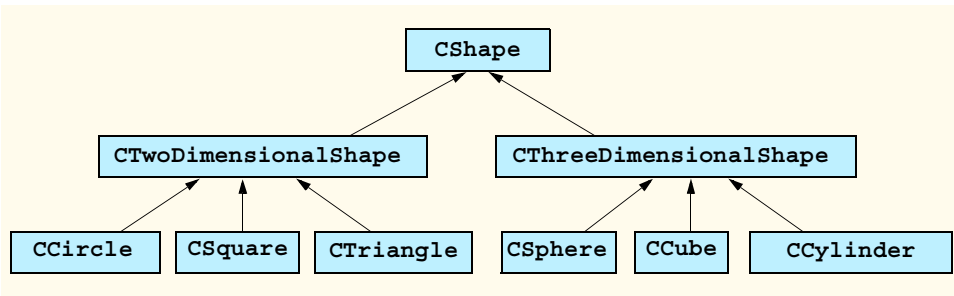 CShape
CTwoDimensionalShape CThreeDimensionalShape
CCircle CSquare CTriangle CSphere CCube CCylinder